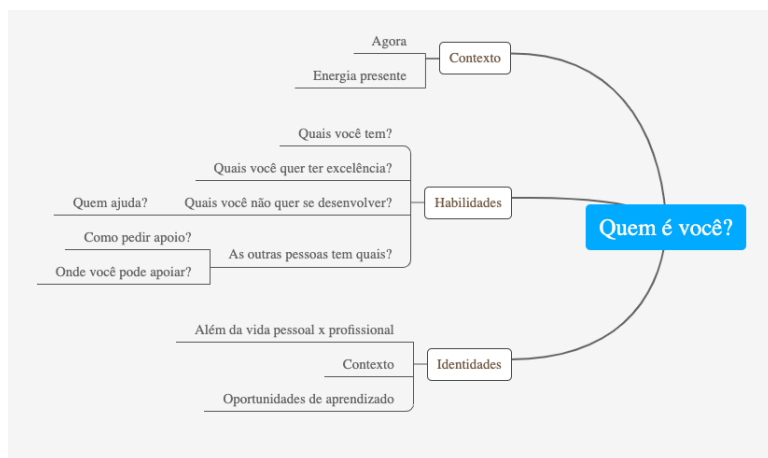 Quem é você?
Contexto
Agora
Energia presente
Habilidades
Quais você tem?
Quais você quer ter excelência?
Quais você não quer se desenvolver?
Quem ajuda?
As outras pessoas tem quais?
Como pedir apoio?
Onde você pode apoiar?
Identidades
Além da vida pessoal x profissional
Contexto
Oportunidades de aprendizado